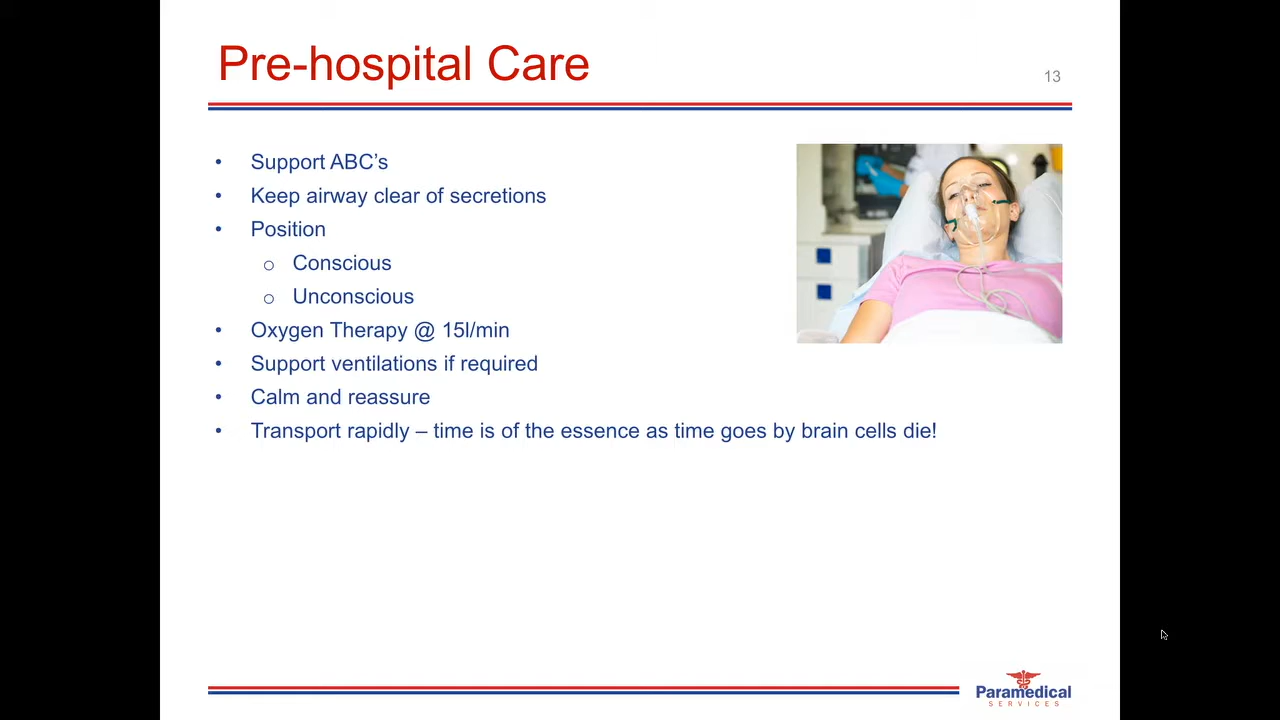 Pre-hospital Care
13
• Support ABC’s
• Keep airway clear of secretions
• Position
o Conscious
o Unconscious
• Oxygen Therapy @ 15l/min
• Support ventilations if required
• Calm and reassure
• Transport rapidly – time is of the essence as time goes by brain cells die!
Paramedical
SERVICES